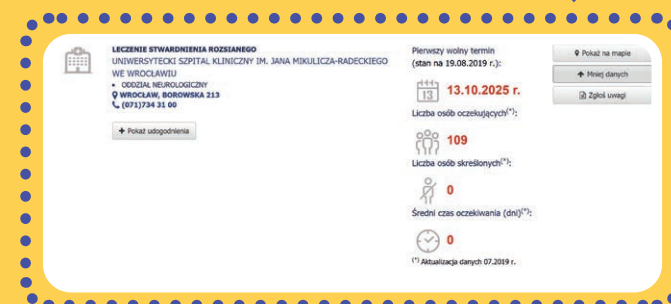 LECZENIE STWARDNIENIA ROZSIANEGO
UNIWERSYTECKI SZPITAL KLINICZNY IM. JANA MIKULICZA-RADECKIEGO
WE WROCŁAWIU
• ODDZIAŁ NEUROLOGICZNY
WROCŁAW, BOROWSKA 213
(071)734 31 00
+ Pokaż udogodnienia
Pierwszy wolny termin
(stan na 19.08.2019 r.):
13
13.10.2025 r.
Liczba osób oczekujących(*):
109
Liczba osób skreślonych(*):
0
Średni czas oczekiwania (dni)(*):
0
(*) Aktualizacja danych 07.2019 r.
Pokaż na mapie
Mniej danych
Zgłoś uwagi